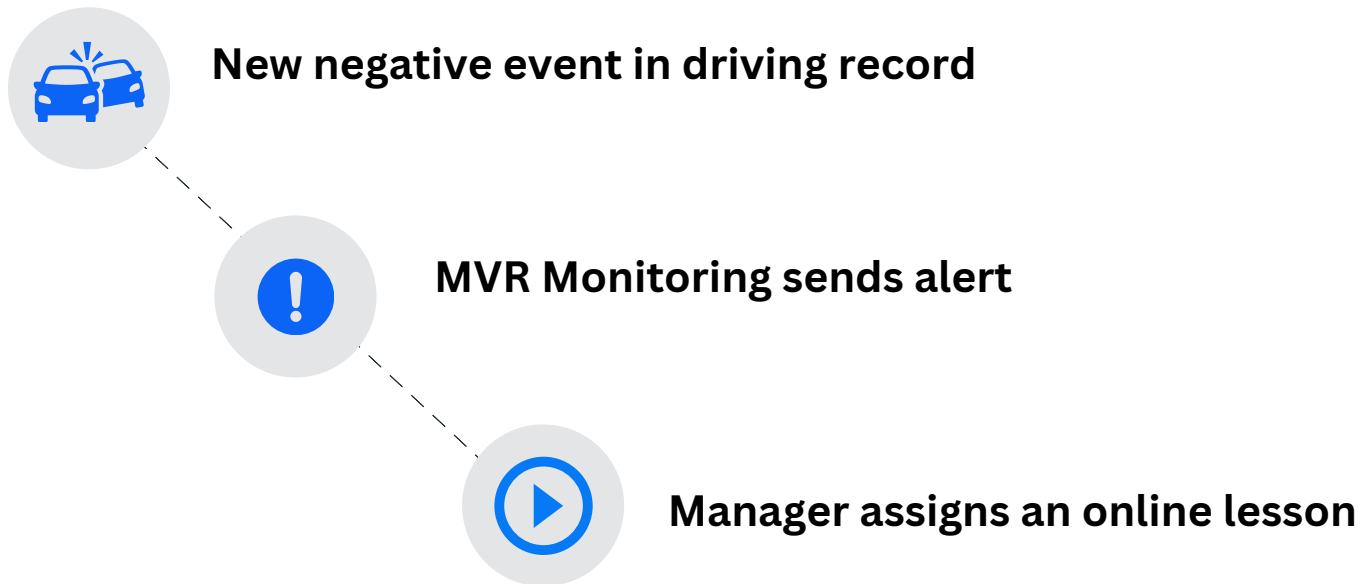 New negative event in driving record
MVR Monitoring sends alert
Manager assigns an online lesson